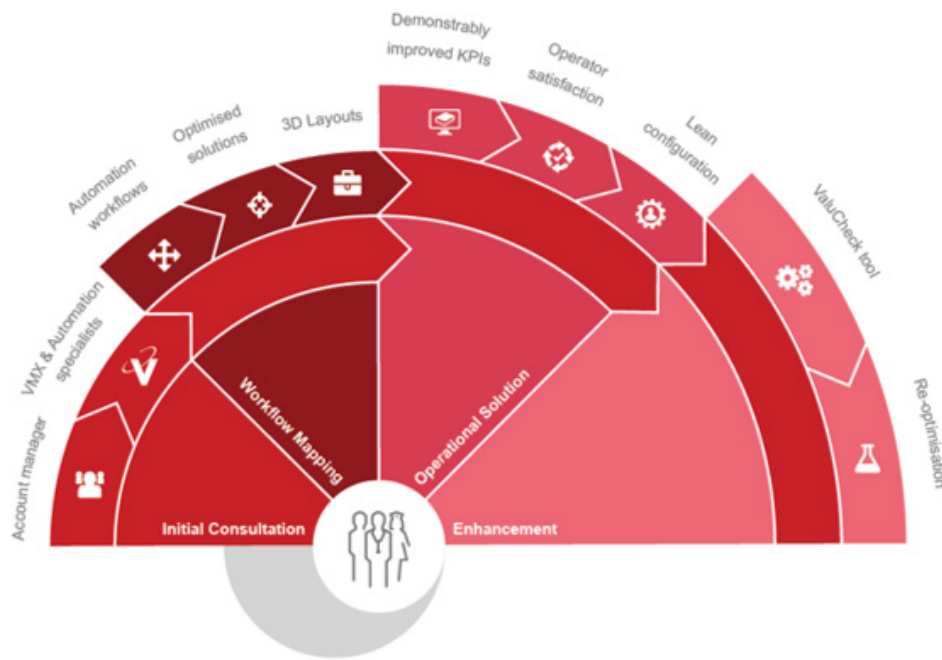 Demonstrably
improved KPIs
Operator
satisfaction
Lean
configuration
3D Layouts
Optimised
solutions
Automation
workflows
ValuCheck tool
VMX & Automation
specialists
V
Re-optimisation
Account manager
Workflow Mapping
Operational Solution
Initial Consultation
Enhancement